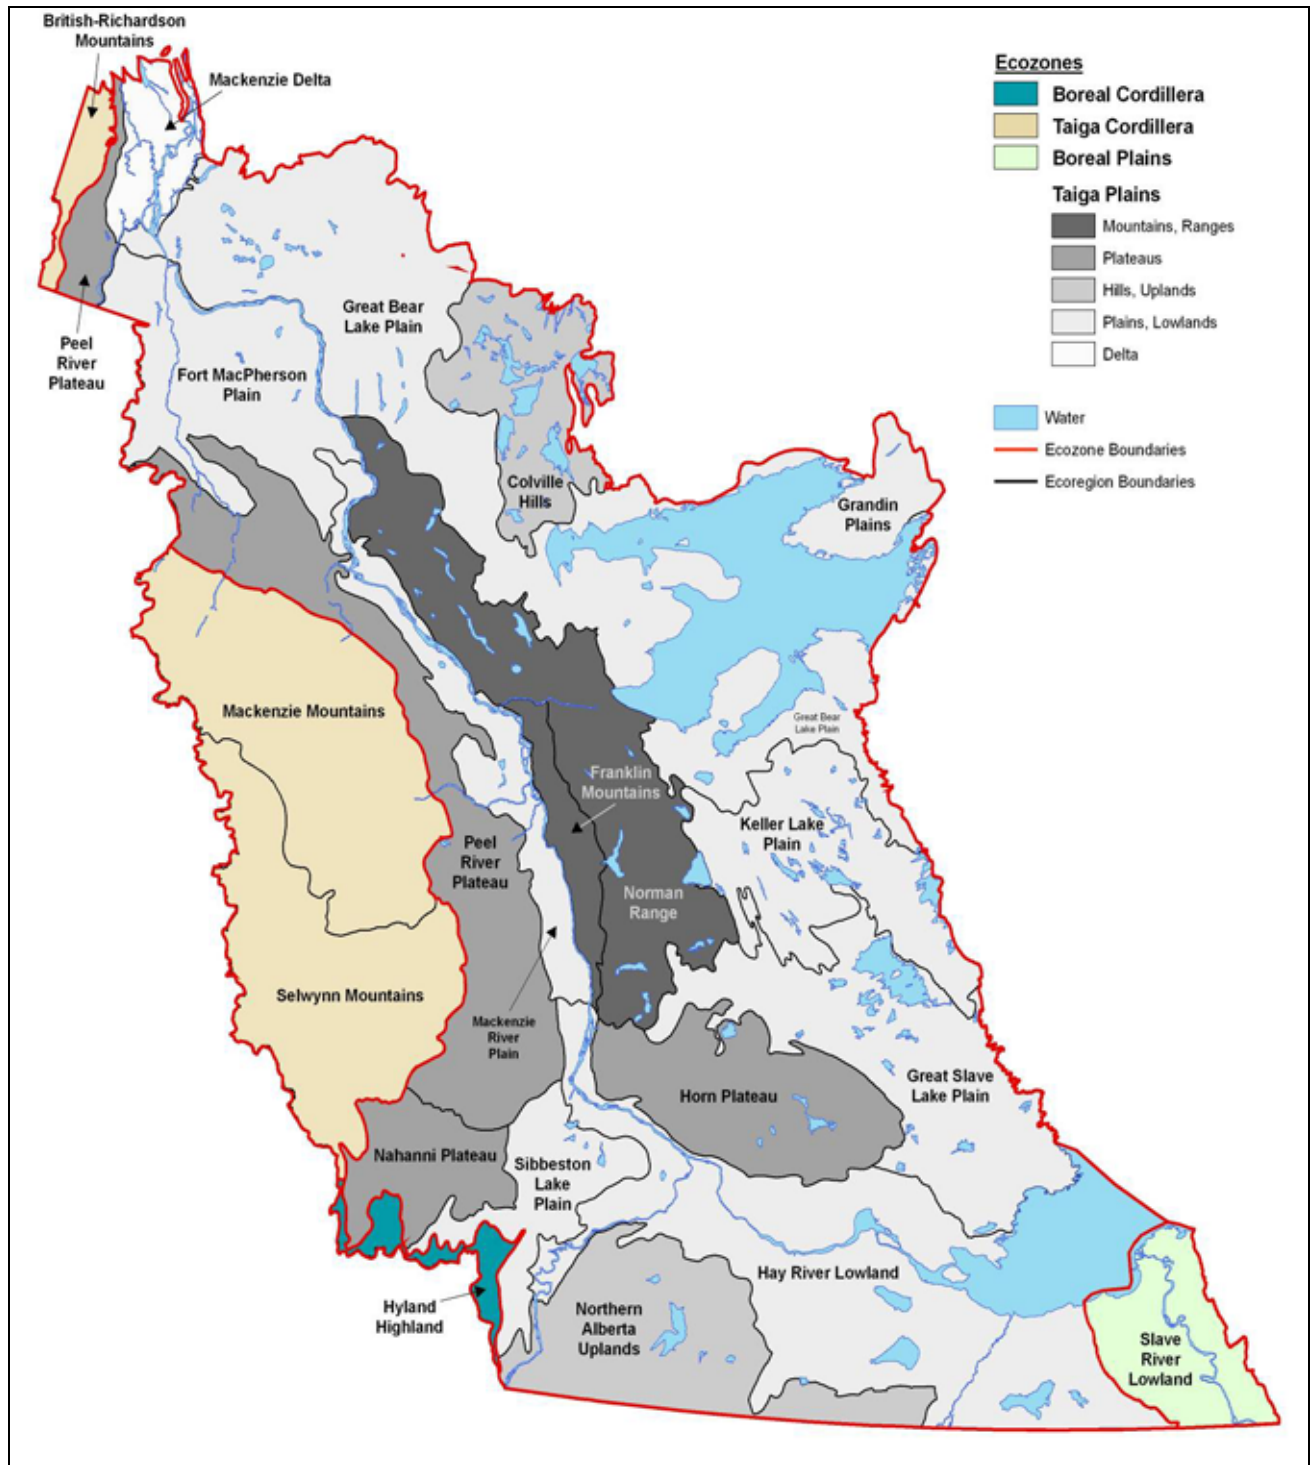 British-Richardson
Mountains
Mackenzie Delta
Ecozones
Boreal Cordillera
Taiga Cordillera
Boreal Plains
Taiga Plains
Mountains, Ranges
Plateaus
Hills, Uplands
Plains, Lowlands
Delta
Water
Ecozone Boundaries
Ecoregion Boundaries
Peel
River
Plateau
Great Bear
Lake Plain
Fort MacPherson
Plain
Colville
Hills
Grandin
Plains
Mackenzie Mountains
Great Bear
Lake Plain
Franklin
Mountains
Keller Lake
Plain
Peel
River
Plateau
Norman
Range
Selwynn Mountains
Mackenzie
River
Plain
Horn Plateau
Great Slave
Lake Plain
Nahanni Plateau
Sibbeston
Lake
Plain
Hay River Lowland
Hyland
Highland
Northern
Alberta
Uplands
Slave
River
Lowland